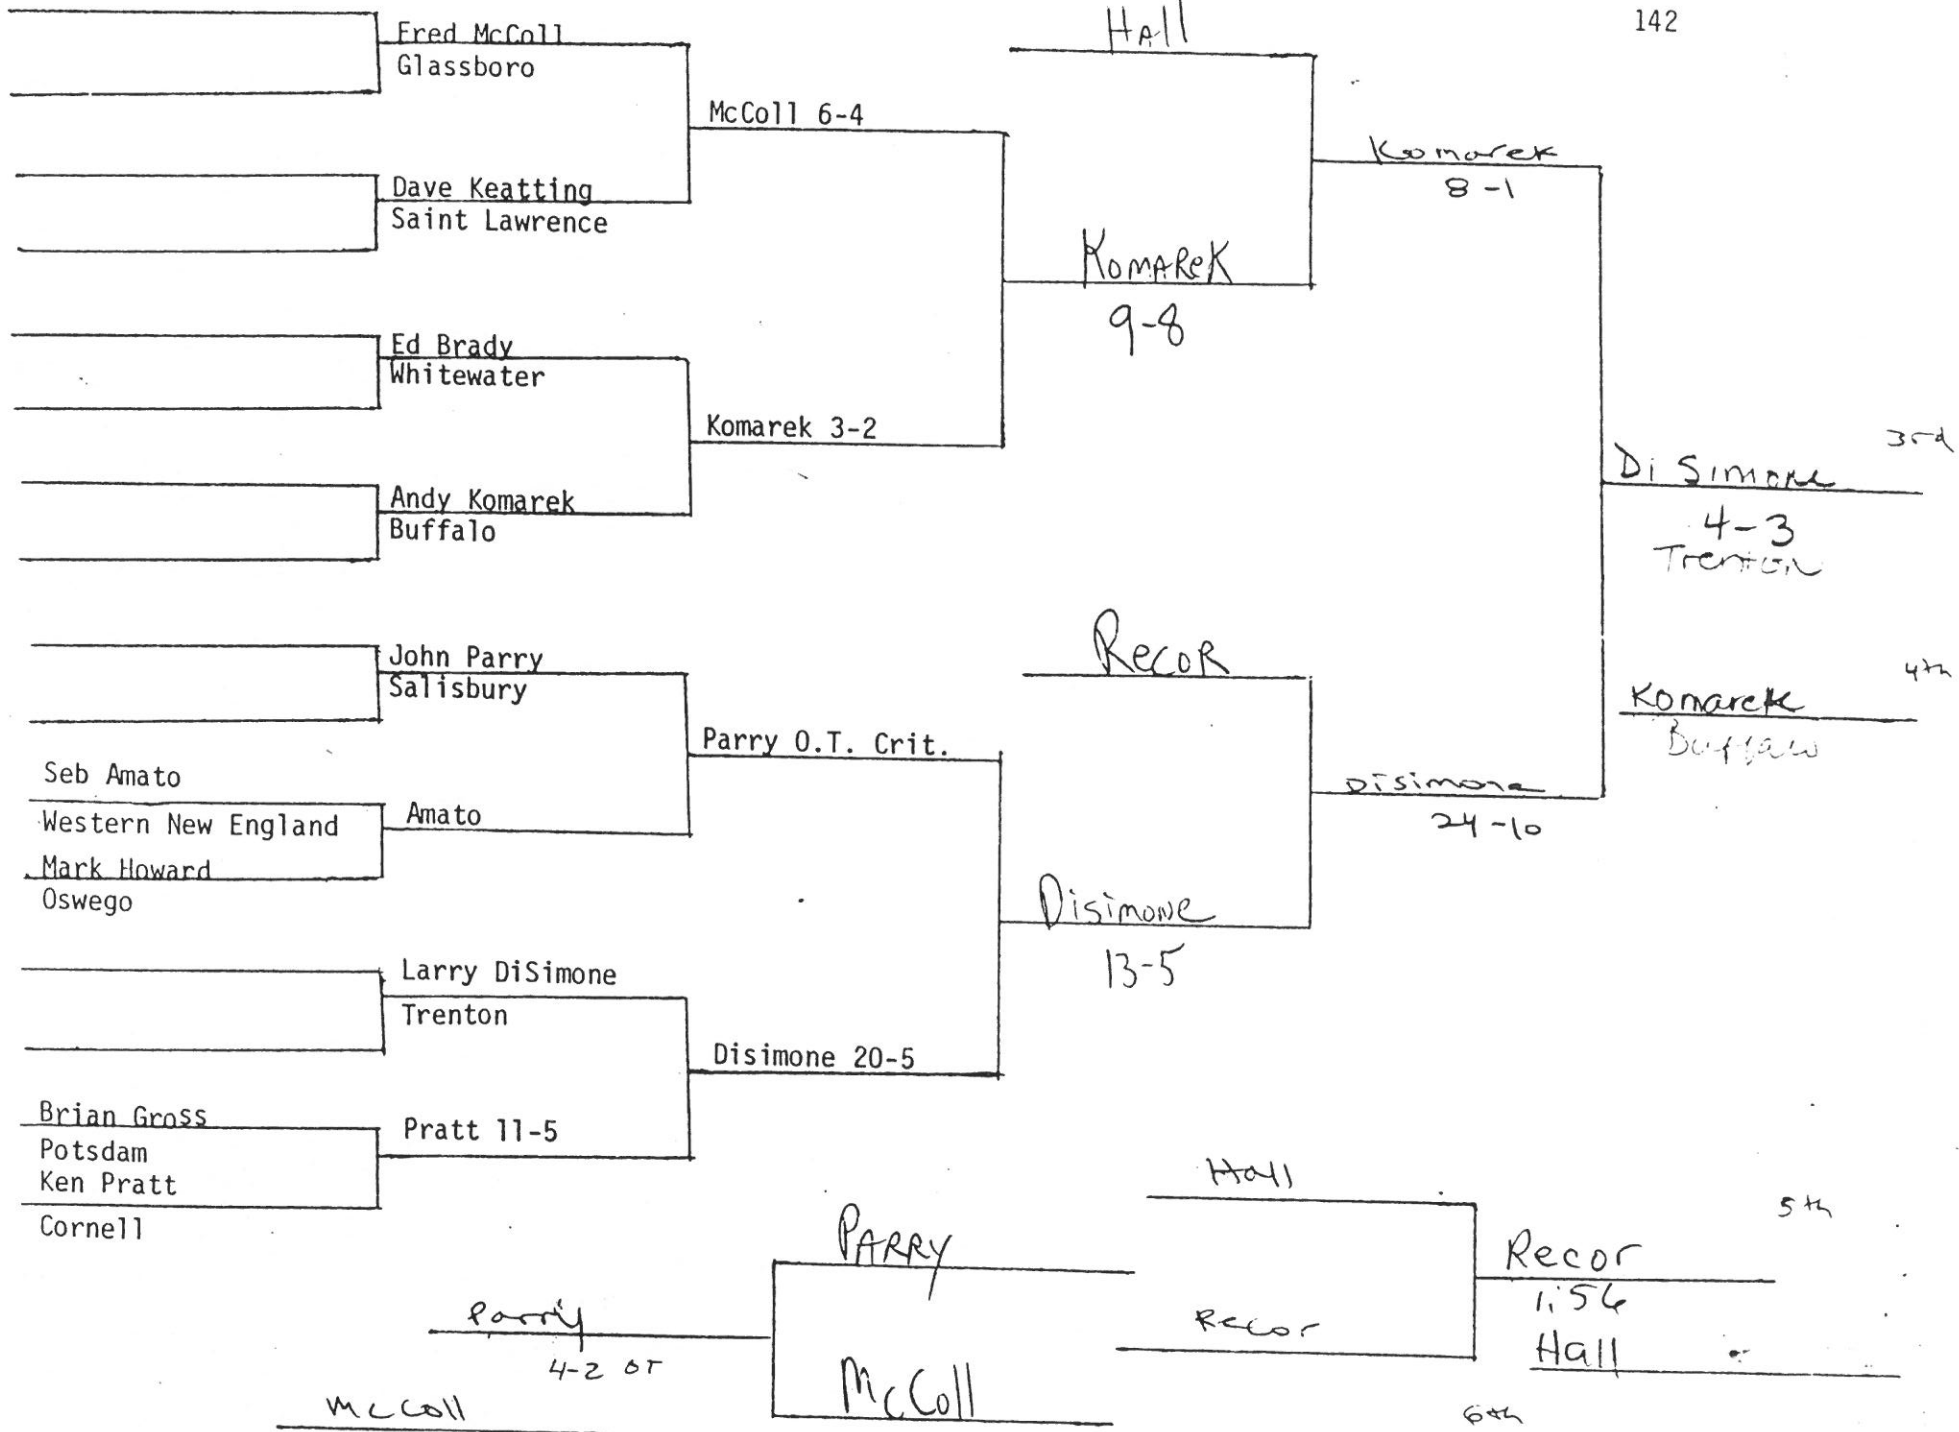 142
Fred McColl
Glassboro
Dave Keatting
Saint Lawrence
Ed Brady
Whitewater
Andy Komarek
Buffalo
John Parry
Salisbury
Seb Amato
Western New England
Mark Howard
Oswego
Amato
Larry DiSimone
Trenton
Brian Gross
Potsdam
Ken Pratt
Cornell
Pratt 11-5
McColl 6-4
Komarek 3-2
Parry O.T. Crit.
Disimone 20-5
Hall
KomAReK
9-8
RecoR
Disimone
13-5
Komarek
8-1
Disimone
24-10
3rd
Di Simone
4-3
Trenton
4th
Komarek
Buffalo
Parry
4-2 OT
McColl
PARRY
McColl
Hall
Recor
5th
Recor
1:56
Hall
6th